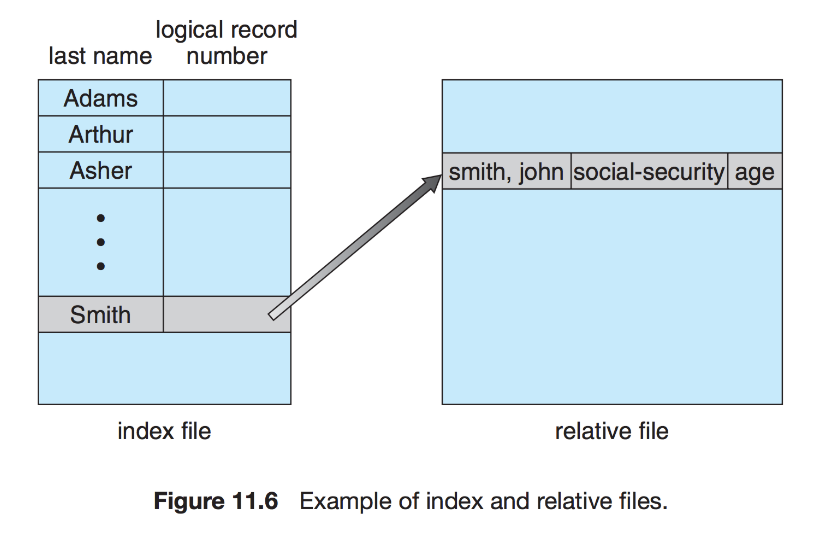 last name
logical record
number
Adams
Arthur
Asher
Smith
index file
smith, john social-security age
relative file
Figure 11.6 Example of index and relative files.